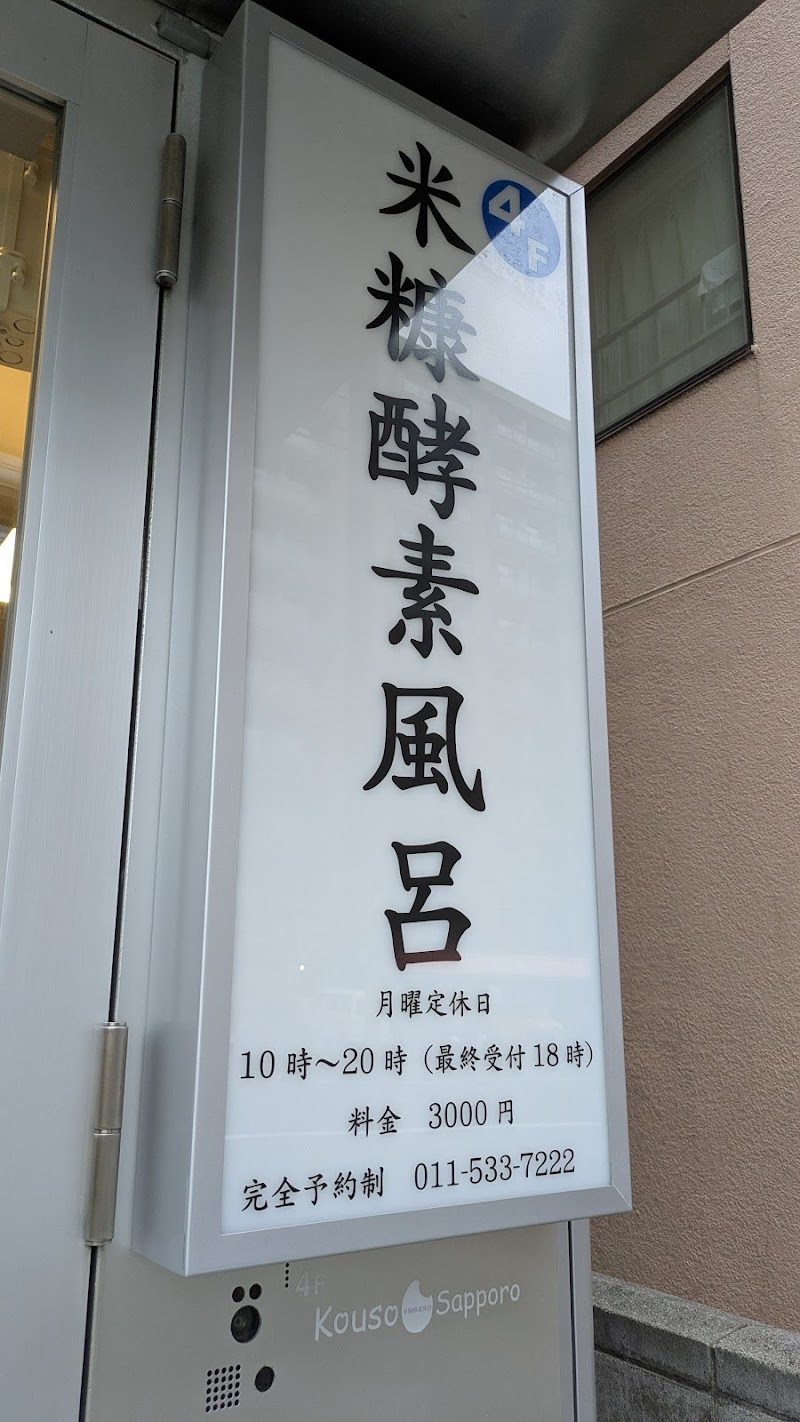 4F
米糠酵素風呂
月曜定休日
10時～20時（最終受付18時）
料金 3000円
完全予約制 011-533-7222
4F
Kouso Sapporo